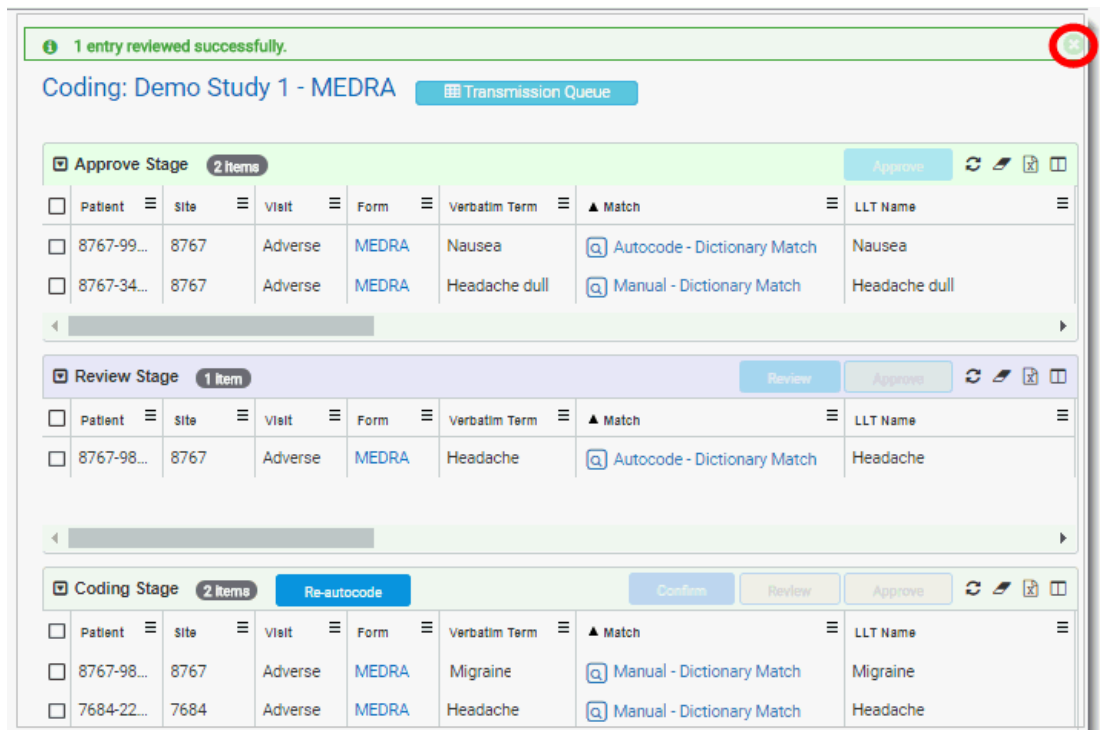 1 entry reviewed successfully.
Coding: Demo Study 1 - MEDRA Transmission Queue
Approve Stage 2 Items Approve
Patient Site Visit Form Verbatim Term Match LLT Name
8767-99... 8767 Adverse MEDRA Nausea Autocode - Dictionary Match Nausea
8767-34... 8767 Adverse MEDRA Headache dull Manual - Dictionary Match Headache dull
Review Stage 1 Item Review Approve
Patient Site Visit Form Verbatim Term Match LLT Name
8767-98... 8767 Adverse MEDRA Headache Autocode - Dictionary Match Headache
Coding Stage 2 Items Re-autocode Confirm Review Approve
Patient Site Visit Form Verbatim Term Match LLT Name
8767-98... 8767 Adverse MEDRA Migraine Manual - Dictionary Match Migraine
7684-22... 7684 Adverse MEDRA Headache Manual - Dictionary Match Headache